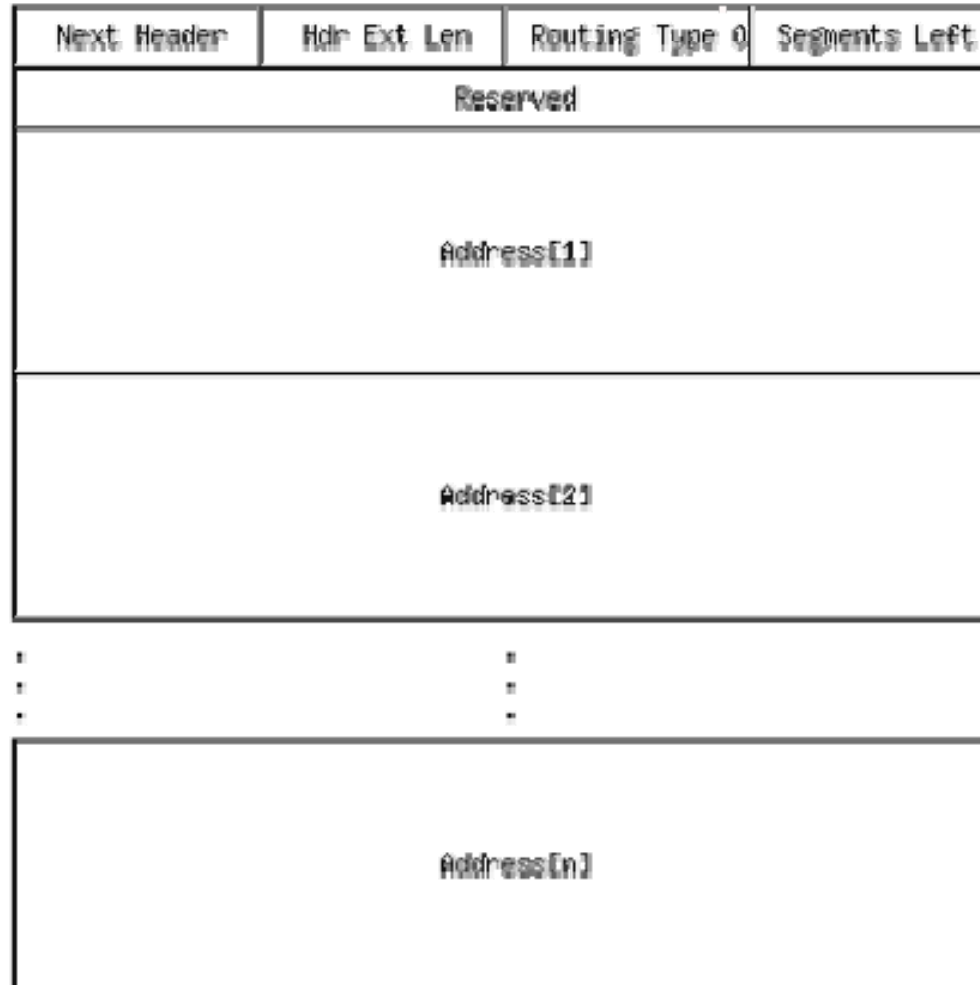 Next Header Hdr Ext Len Routing Type 0 Segments Left
Reserved
Address[1]
Address[2]
Address[n]